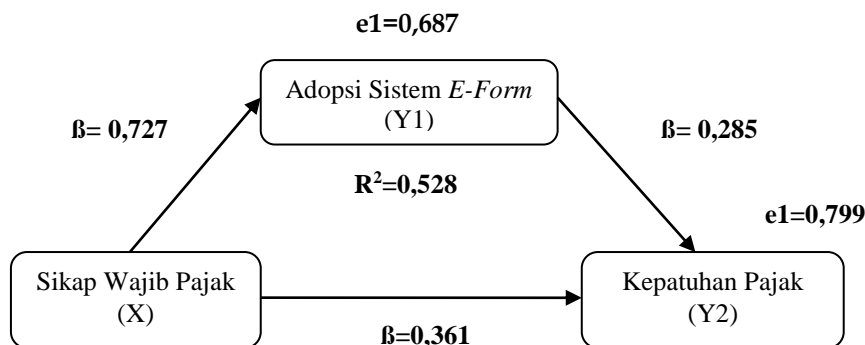 e1=0,687
Adopsi Sistem E-Form
(Y1)
ß= 0,727
ß= 0,285
R²=0,528
e1=0,799
Sikap Wajib Pajak
(X)
Kepatuhan Pajak
(Y2)
ß=0,361